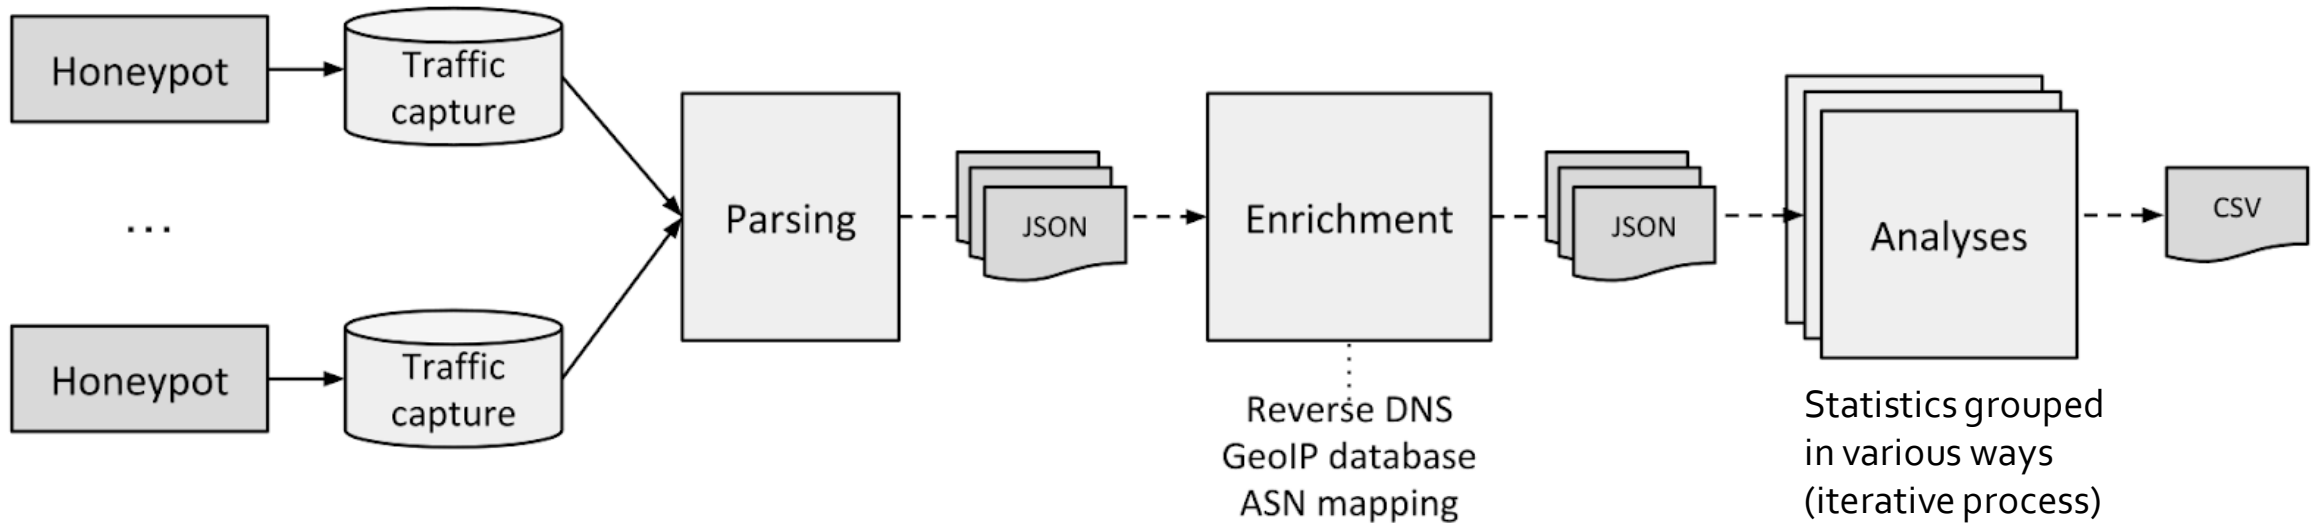 Honeypot
Traffic
capture
...
Honeypot
Traffic
capture
Parsing
JSON
Enrichment
Reverse DNS
GeoIP database
ASN mapping
JSON
Analyses
Statistics grouped
in various ways
(iterative process)
CSV